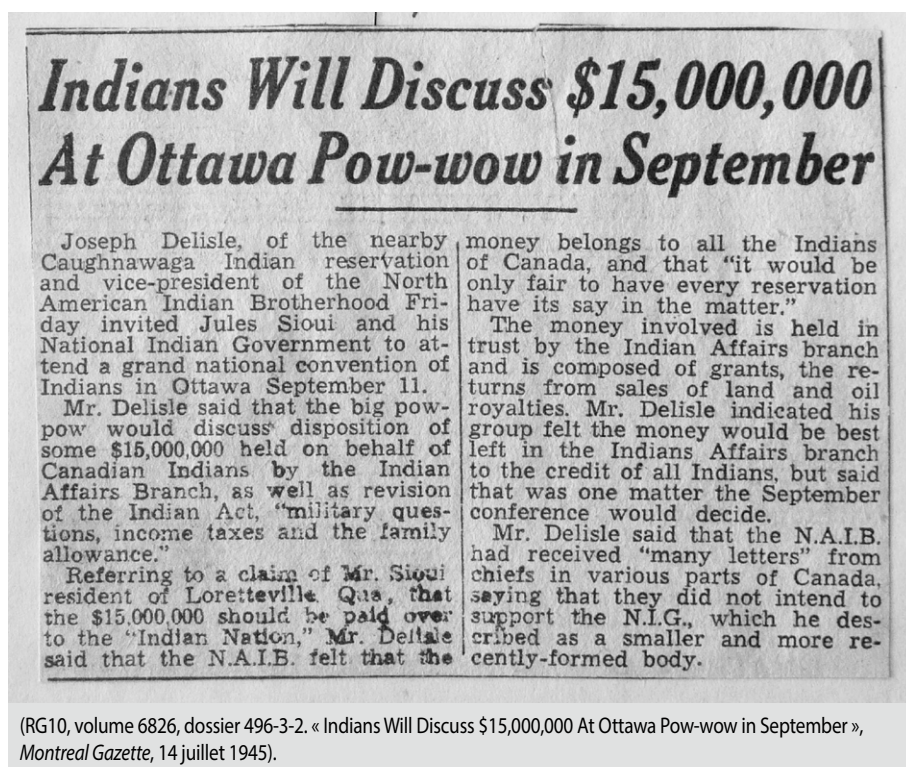 Indians Will Discuss $15,000,000
At Ottawa Pow-wow in September
Joseph Delisle, of the nearby
Caughnawaga Indian reservation
and vice-president of the North
American Indian Brotherhood Fri-
day invited Jules Sioui and his
National Indian Government to at-
tend a grand national convention of
Indians in Ottawa September 11.
Mr. Delisle said that the big pow-
pow would discuss disposition of
some $15,000,000 held on behalf of
Canadian Indians by the Indian
Affairs Branch, as well as revision
of the Indian Act, "military ques-
tions, income taxes and the family
allowance."
Referring to a claim of Mr. Sioui
resident of Loretteville, Que, that
the $15,000,000 should be paid over
to the "Indian Nation," Mr. Delisle
said that the N.A.I.B. felt that the
money belongs to all the Indians
of Canada, and that "it would be
only fair to have every reservation
have its say in the matter."
The money involved is held in
trust by the Indian Affairs branch
and is composed of grants, the re-
turns from sales of land and oil
royalties. Mr. Delisle indicated his
group felt the money would be best
left in the Indians Affairs branch
to the credit of all Indians, but said
that was one matter the September
conference would decide.
Mr. Delisle said that the N.A.I.B.
had received "many letters" from
chiefs in various parts of Canada,
saying that they did not intend to
support the N.I.G., which he des-
cribed as a smaller and more re-
cently-formed body.
(RG10, volume 6826, dossier 496-3-2. « Indians Will Discuss $15,000,000 At Ottawa Pow-wow in September »,
Montreal Gazette, 14 juillet 1945).